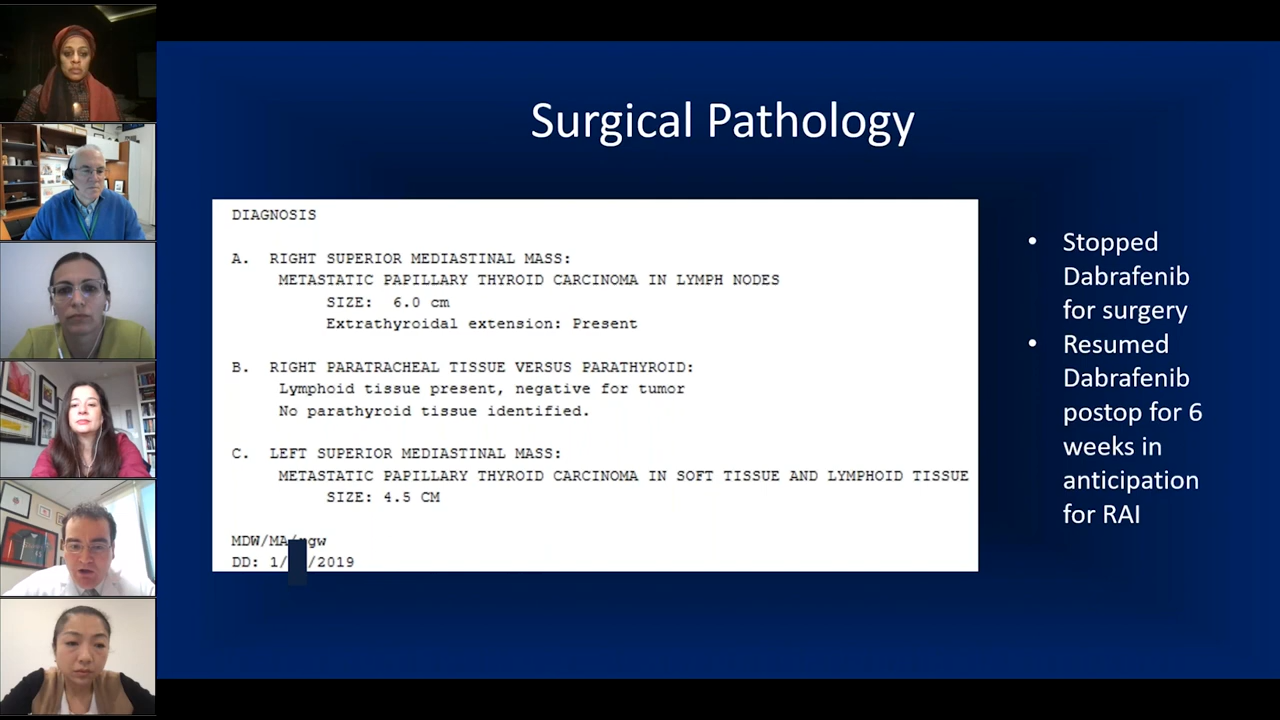 Surgical Pathology
DIAGNOSIS
A. RIGHT SUPERIOR MEDIASTINAL MASS:
METASTATIC PAPILLARY THYROID CARCINOMA IN LYMPH NODES
SIZE: 6.0 cm
Extrathyroidal extension: Present
B. RIGHT PARATRACHEAL TISSUE VERSUS PARATHYROID:
Lymphoid tissue present, negative for tumor
No parathyroid tissue identified.
C. LEFT SUPERIOR MEDIASTINAL MASS:
METASTATIC PAPILLARY THYROID CARCINOMA IN SOFT TISSUE AND LYMPHOID TISSUE
SIZE: 4.5 CM
MDW/MA
DD: 1/ /2019
• Stopped
Dabrafenib
for surgery
• Resumed
Dabrafenib
postop for 6
weeks in
anticipation
for RAI